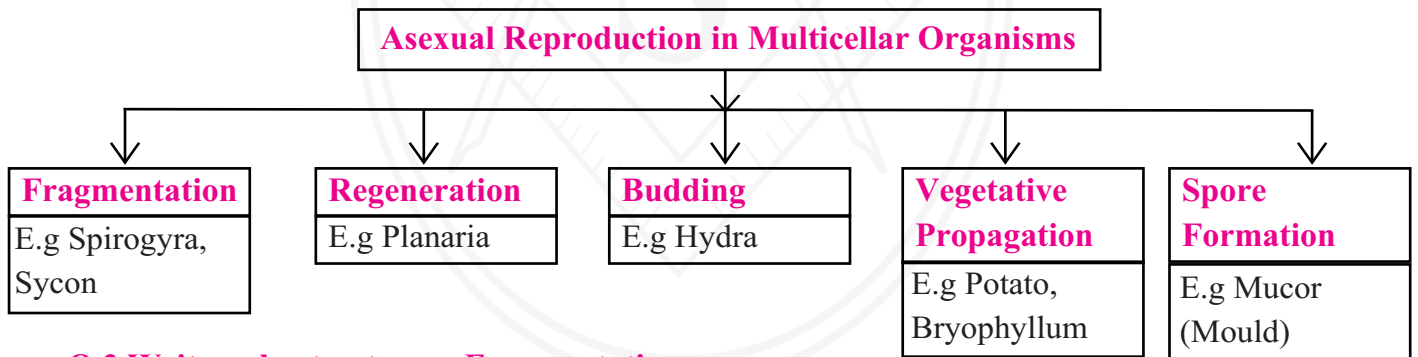 Asexual Reproduction in Multicellar Organisms
Fragmentation
E.g Spirogyra,
Sycon
Regeneration
E.g Planaria
Budding
E.g Hydra
Vegetative
Propagation
E.g Potato,
Bryophyllum
Spore
Formation
E.g Mucor
(Mould)